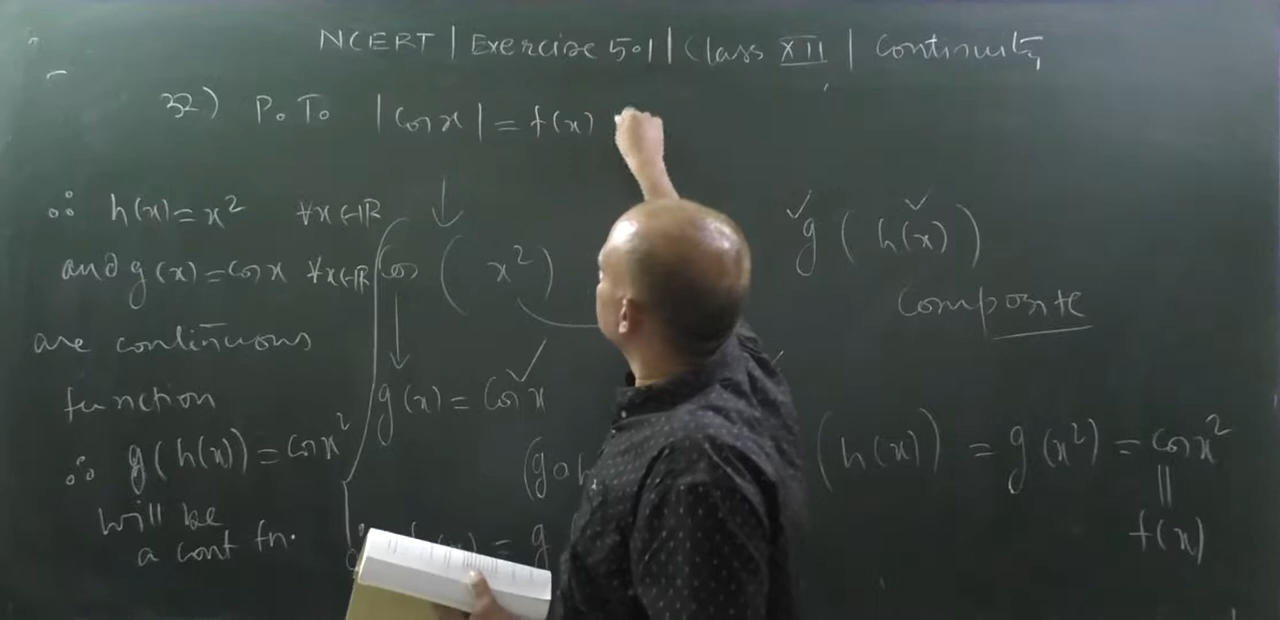 NCERT | Exercise 5.1 | Class XII | Continuity
32) P.T. |Cos x| = f(x)
∴ h(x) = x² ∀x∈ℝ
and g(x) = cos x ∀x∈ℝ
are continuous
function
∴ g(h(x)) = cos x²
will be
a cont fn.
Cos ( x² )
g(x) = Cos x
(goh
= g
g ( h(x) )
Composite
(h(x)) = g(x²) = cos x²
||
f(x)